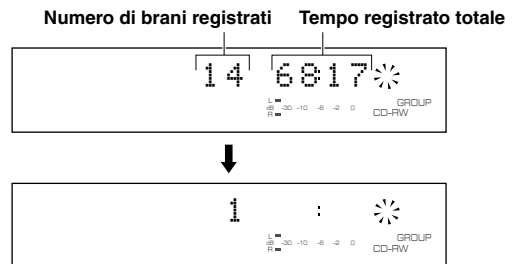 Numero di brani registrati Tempo registrato totale
14 68:17
L
dB -30 -10 -6 -2 0
R
GROUP
CD-RW
1 :
L
dB -30 -10 -6 -2 0
R
GROUP
CD-RW